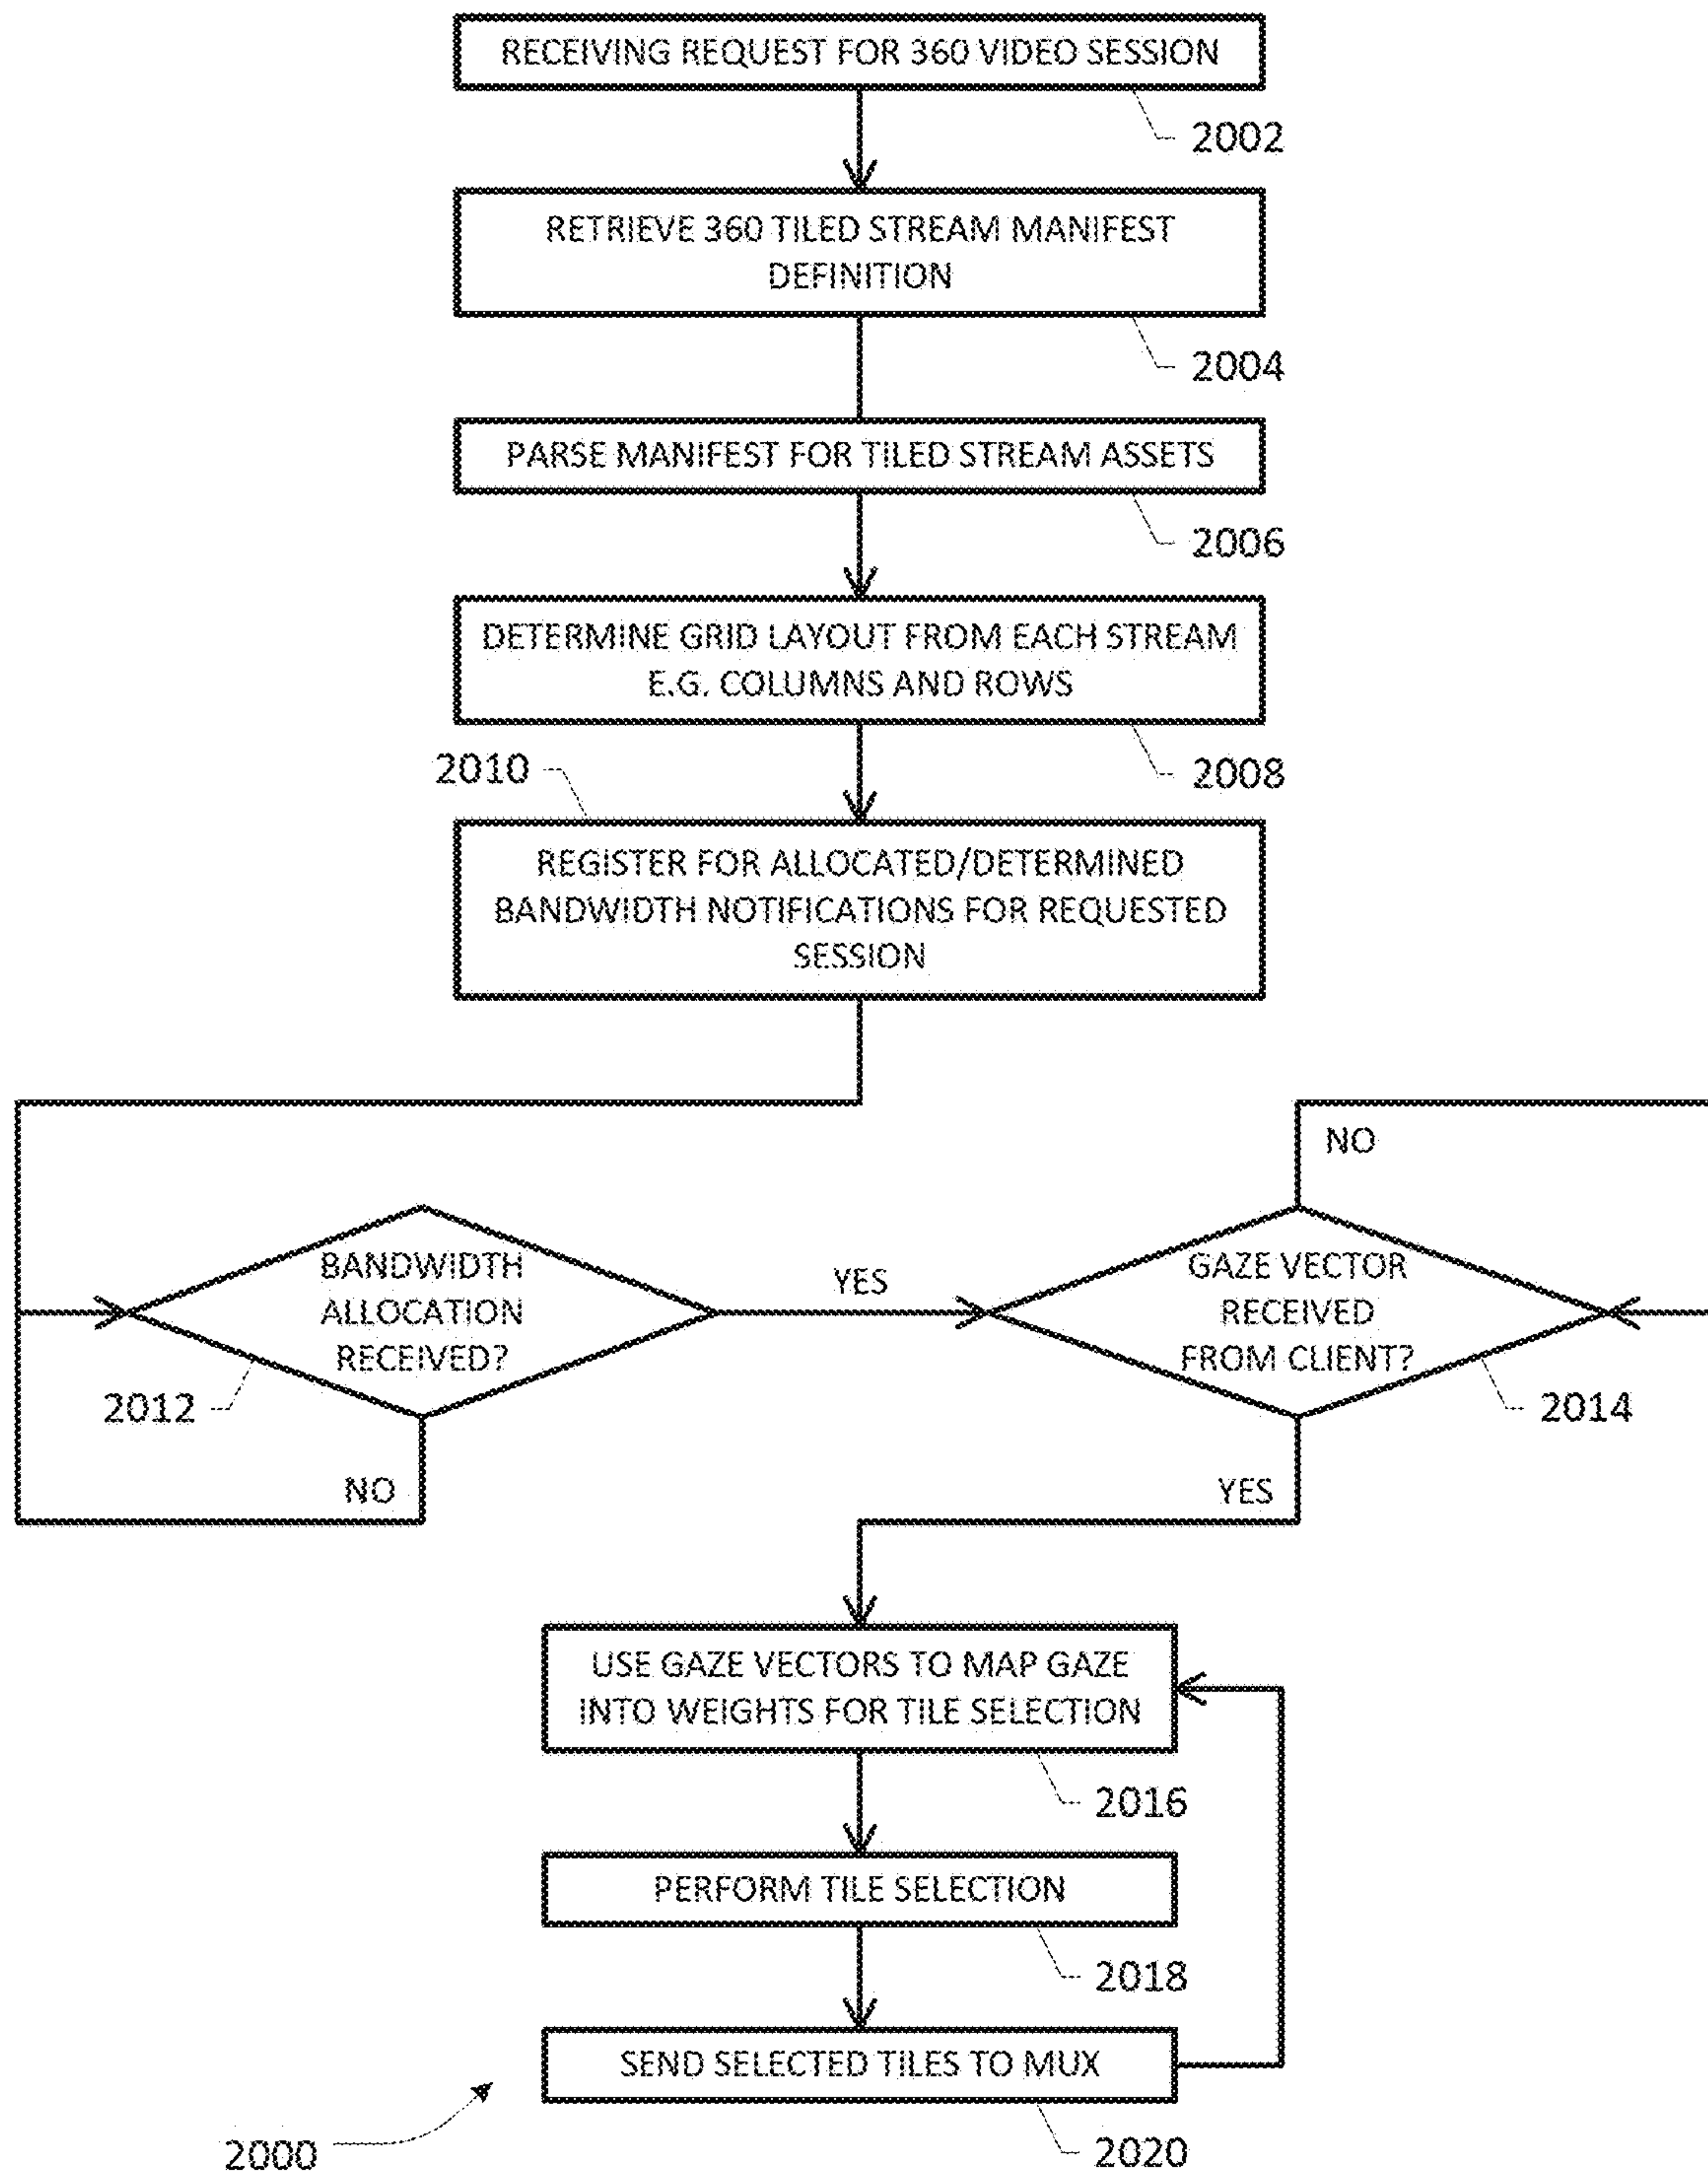 RECEIVING REQUEST FOR 360 VIDEO SESSION
2002
RETRIEVE 360 TILED STREAM MANIFEST
DEFINITION
2004
PARSE MANIFEST FOR TILED STREAM ASSETS
2006
DETERMINE GRID LAYOUT FROM EACH STREAM
E.G. COLUMNS AND ROWS
2008
2010
REGISTER FOR ALLOCATED/DETERMINED
BANDWIDTH NOTIFICATIONS FOR REQUESTED
SESSION
BANDWIDTH
ALLOCATION
RECEIVED?
2012
NO
YES
NO
GAZE VECTOR
RECEIVED
FROM CLIENT?
2014
YES
USE GAZE VECTORS TO MAP GAZE
INTO WEIGHTS FOR TILE SELECTION
2016
PERFORM TILE SELECTION
2018
SEND SELECTED TILES TO MUX
2020
2000